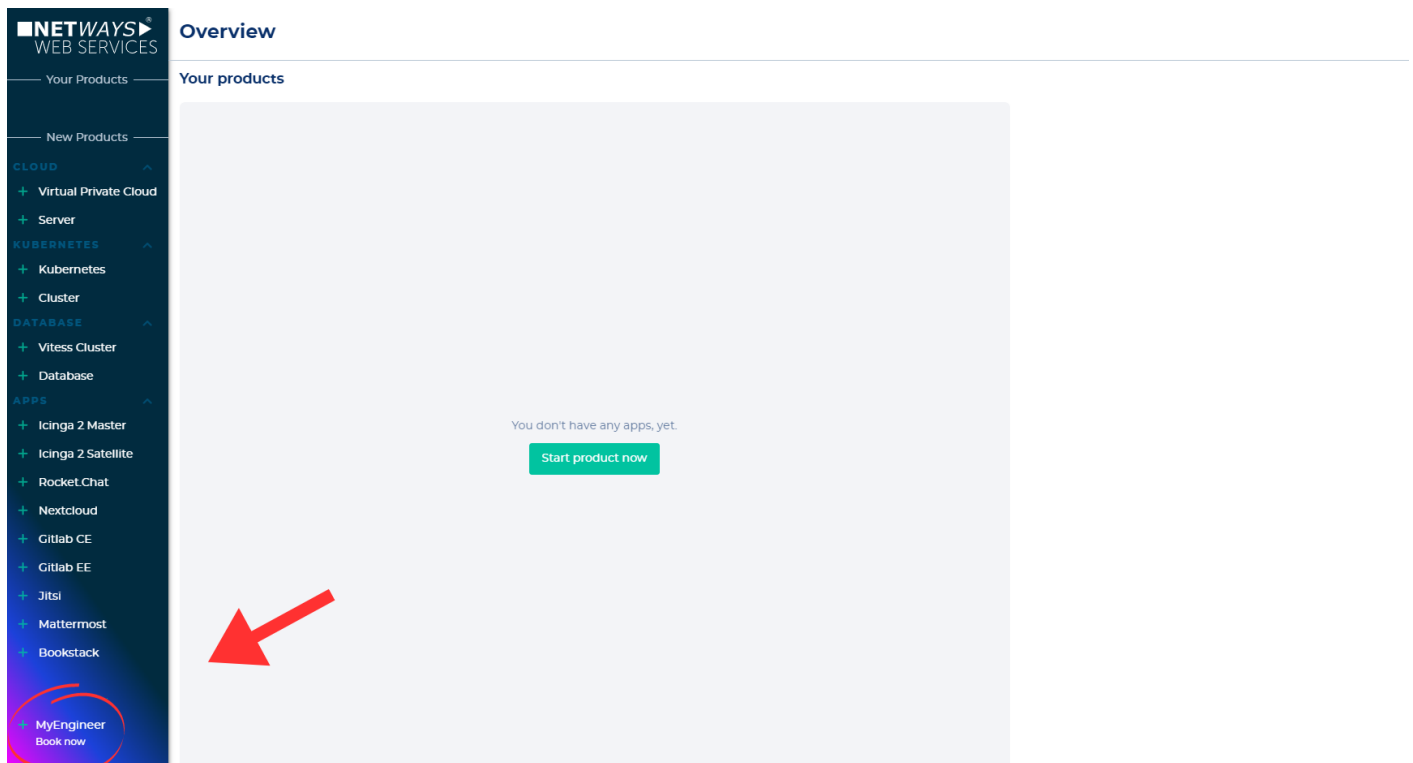 NETWAYS®
WEB SERVICES
Your Products
New Products
CLOUD
+ Virtual Private Cloud
+ Server
KUBERNETES
+ Kubernetes
+ Cluster
DATABASE
+ Vitess Cluster
+ Database
APPS
+ Icinga 2 Master
+ Icinga 2 Satellite
+ Rocket.Chat
+ Nextcloud
+ Gitlab CE
+ Gitlab EE
+ Jitsi
+ Mattermost
+ Bookstack
+ MyEngineer
Book now
Overview
Your products
You don't have any apps, yet.
Start product now